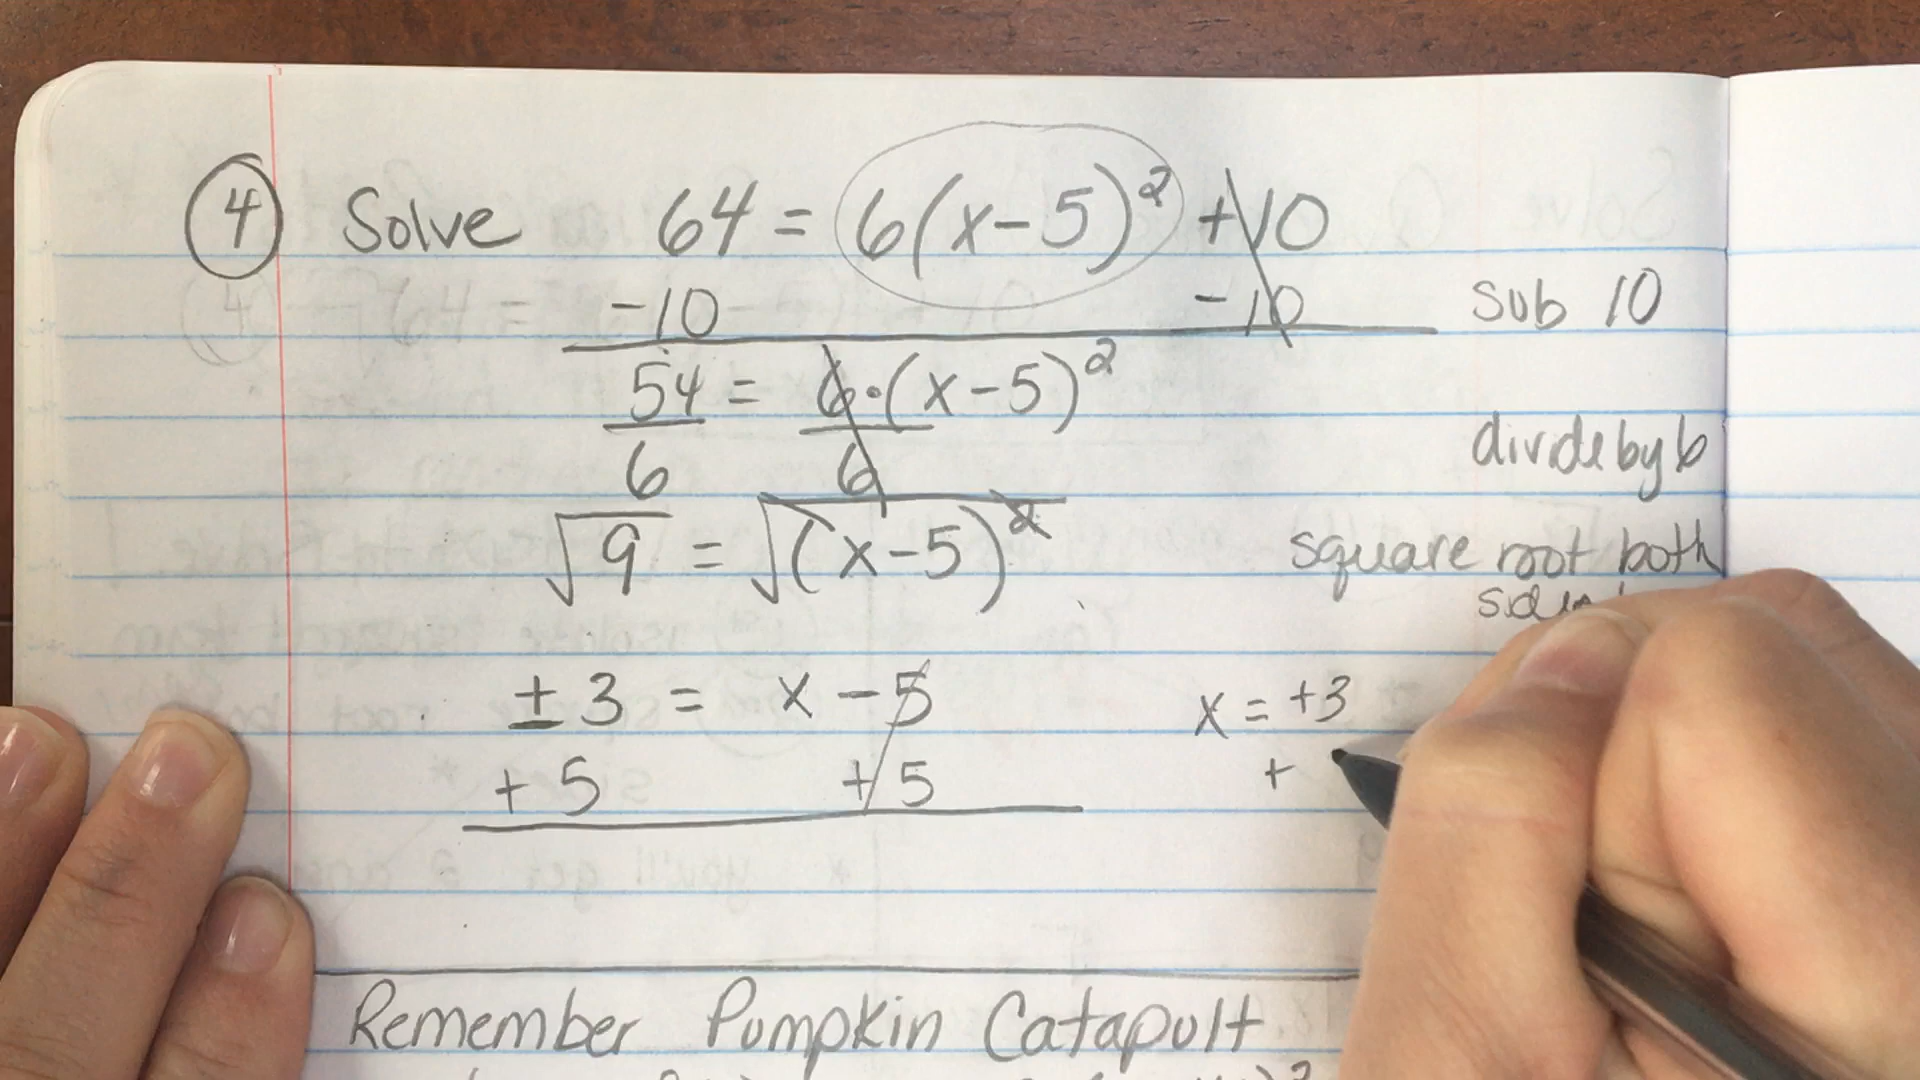 4 Solve 64 = 6(x-5)² +10
-10 -10 sub 10
54 = 6·(x-5)²
6 6 divide by 6
√9 = √(x-5)² square root both
± 3 = x - 5 x = +3
+ 5 + 5 +
Remember Pumpkin Catapult